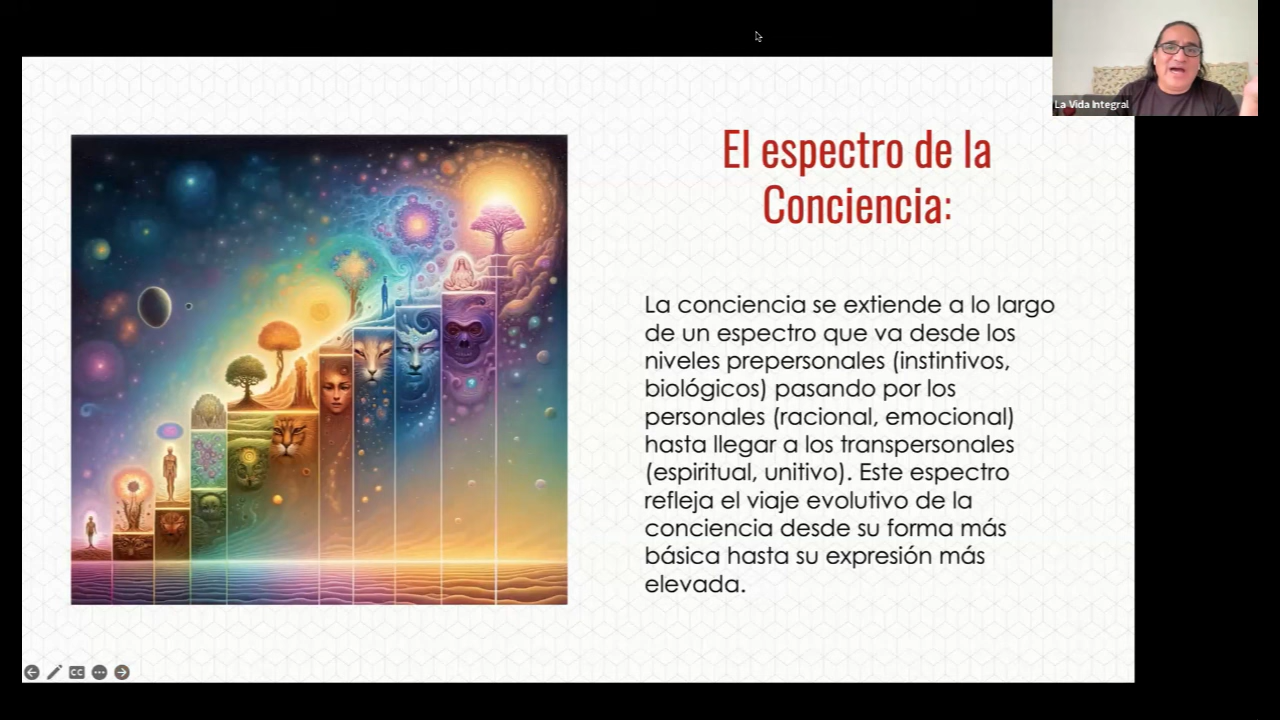 La Vida Integral
El espectro de la
Conciencia:
La conciencia se extiende a lo largo
de un espectro que va desde los
niveles prepersonales (instintivos,
biológicos) pasando por los
personales (racional, emocional)
hasta llegar a los transpersonales
(espiritual, unitivo). Este espectro
refleja el viaje evolutivo de la
conciencia desde su forma más
básica hasta su expresión más
elevada.
CC